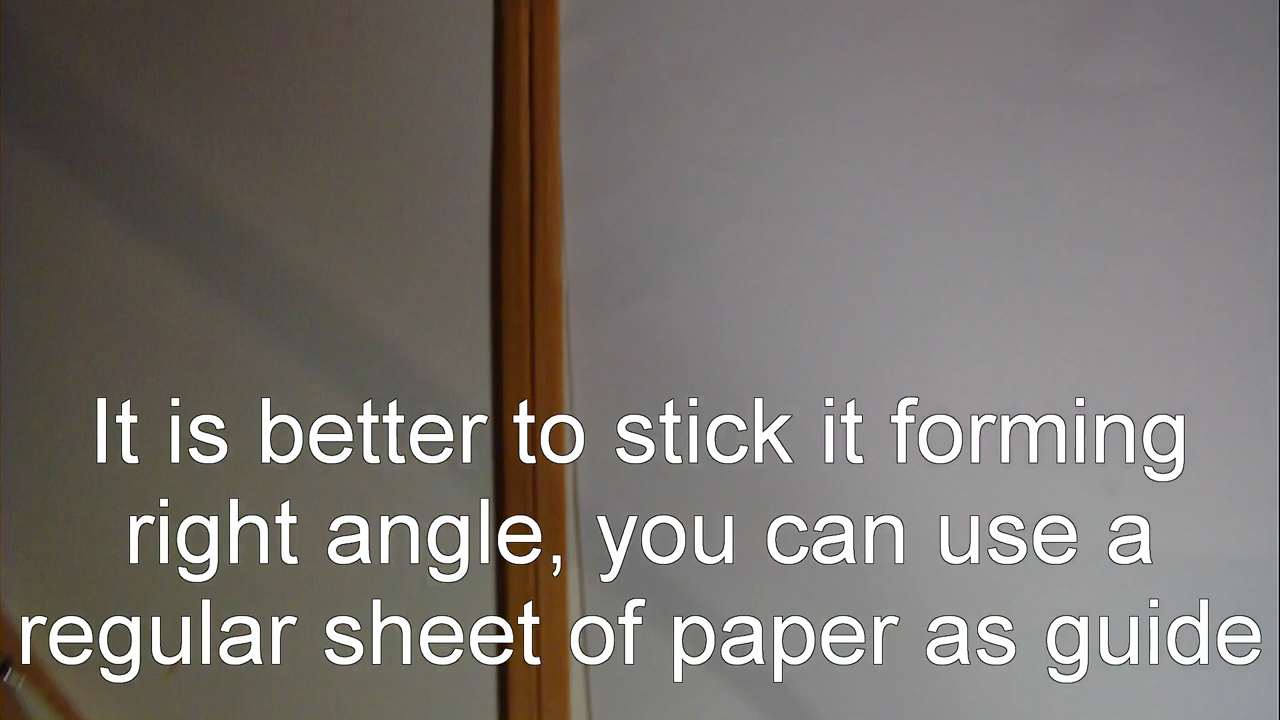 It is better to stick it forming
right angle, you can use a
regular sheet of paper as guide